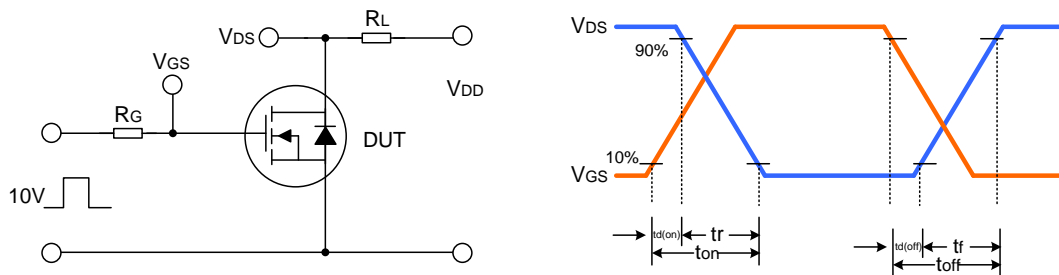 VDS
RL
VGS
VDD
RG
DUT
10V
VDS
90%
10%
VGS
td(on)
tr
ton
td(off)
tf
toff